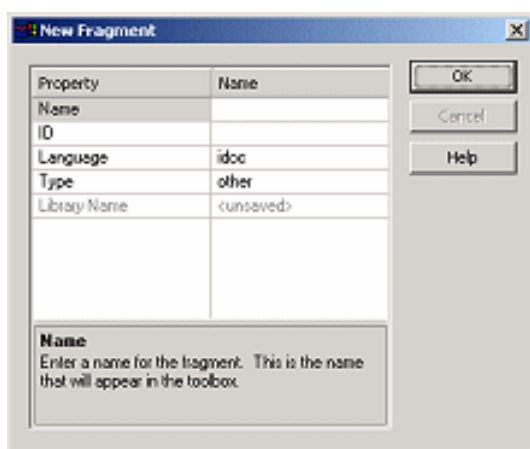 New Fragment
Property Name
Name
ID
Language idoc
Type other
Library Name <unsaved>
Name
Enter a name for the fragment. This is the name
that will appear in the toolbox.
OK
Cancel
Help